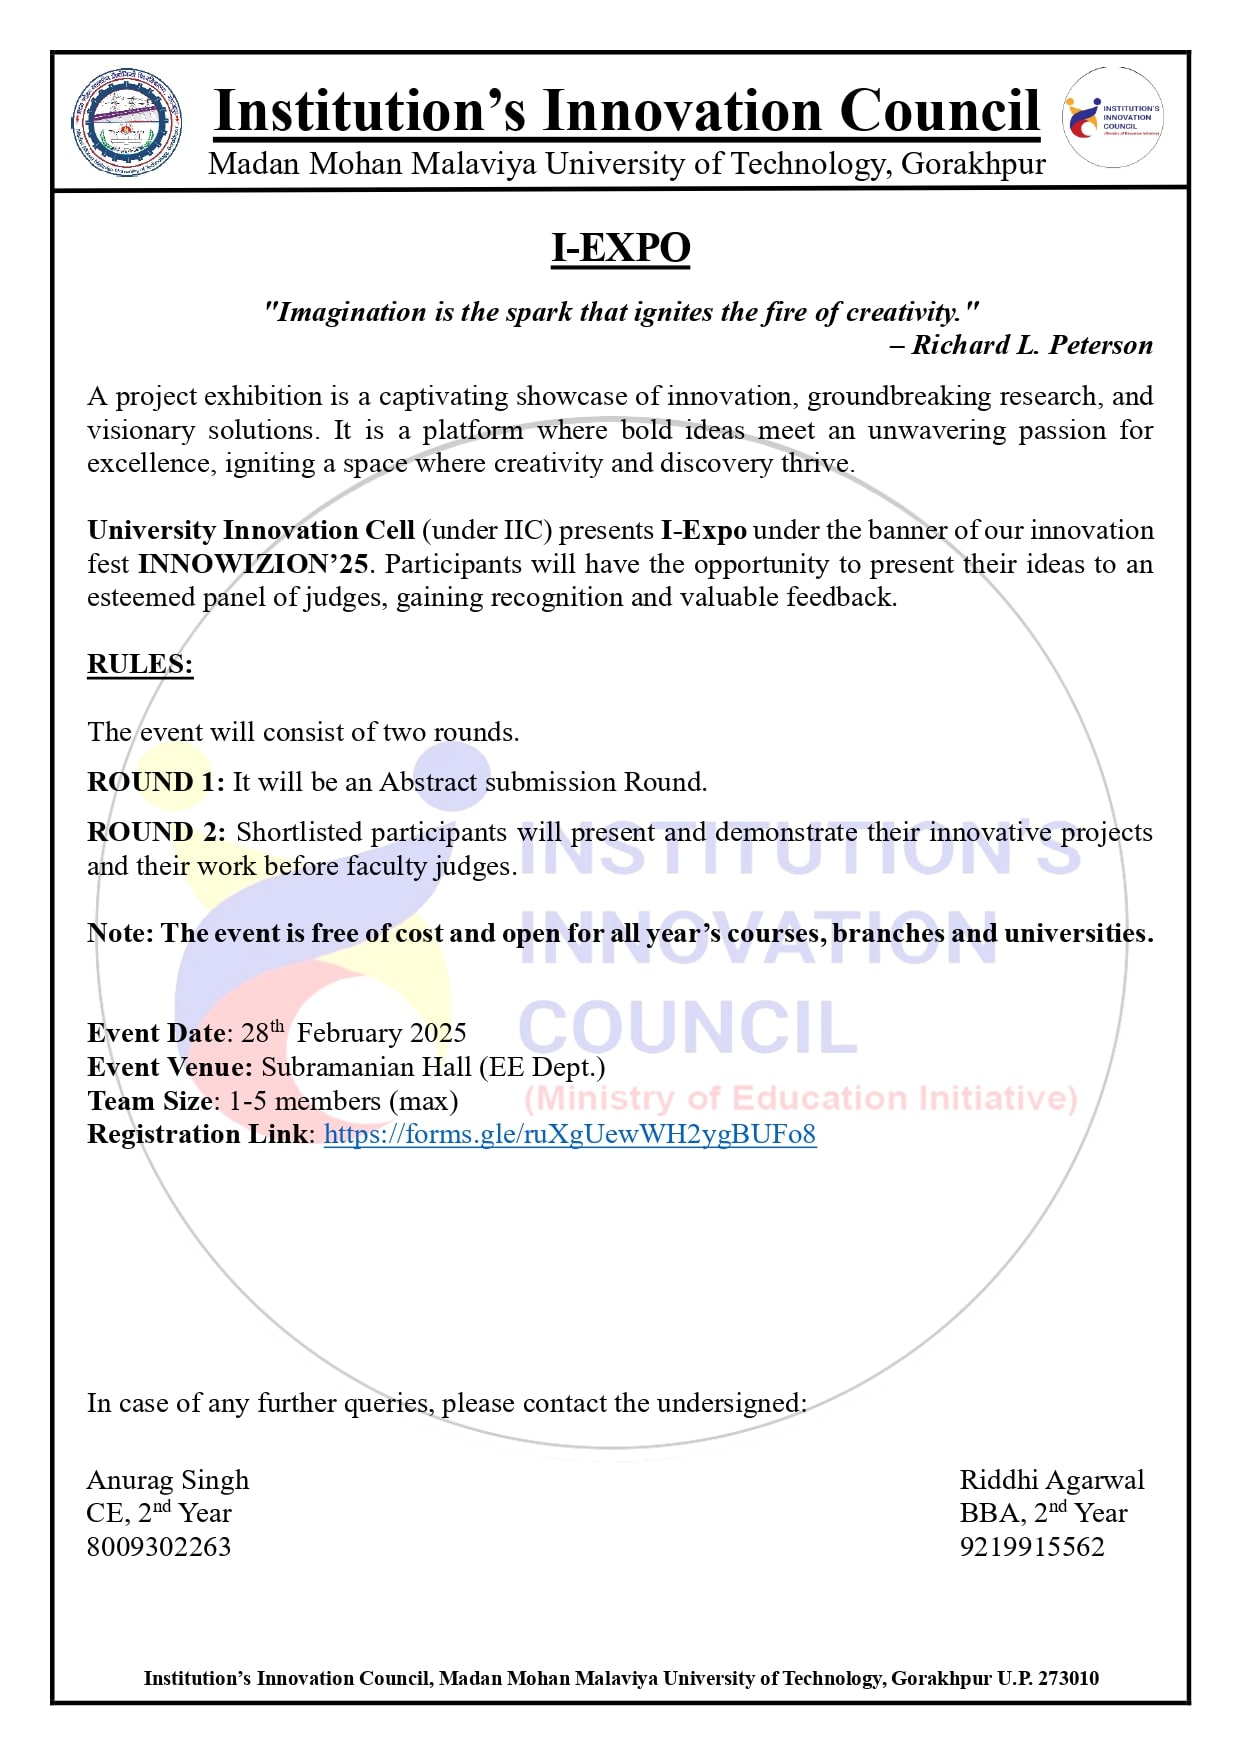 Institution’s Innovation Council
Madan Mohan Malaviya University of Technology, Gorakhpur
INSTITUTION'S
INNOVATION
COUNCIL
(Ministry of Education Initiative)
I-EXPO
"Imagination is the spark that ignites the fire of creativity."
– Richard L. Peterson
A project exhibition is a captivating showcase of innovation, groundbreaking research, and
visionary solutions. It is a platform where bold ideas meet an unwavering passion for
excellence, igniting a space where creativity and discovery thrive.
University Innovation Cell (under IIC) presents I-Expo under the banner of our innovation
fest INNOWIZION’25. Participants will have the opportunity to present their ideas to an
esteemed panel of judges, gaining recognition and valuable feedback.
RULES:
The event will consist of two rounds.
ROUND 1: It will be an Abstract submission Round.
ROUND 2: Shortlisted participants will present and demonstrate their innovative projects
and their work before faculty judges.
Note: The event is free of cost and open for all year’s courses, branches and universities.
INSTITUTION'S
INNOVATION
COUNCIL
(Ministry of Education Initiative)
Event Date: 28th February 2025
Event Venue: Subramanian Hall (EE Dept.)
Team Size: 1-5 members (max)
Registration Link: https://forms.gle/ruXgUewWH2ygBUFo8
In case of any further queries, please contact the undersigned:
Anurag Singh
CE, 2nd Year
8009302263
Riddhi Agarwal
BBA, 2nd Year
9219915562
Institution’s Innovation Council, Madan Mohan Malaviya University of Technology, Gorakhpur U.P. 273010